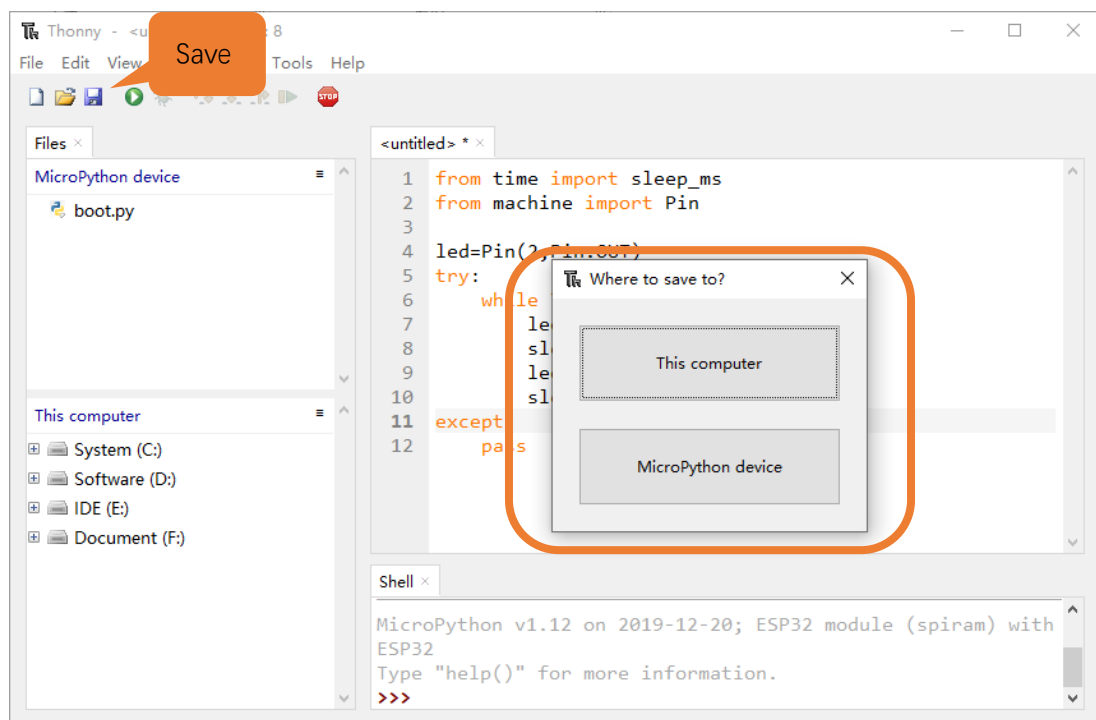 Thonny - <u : 8
Save
File Edit View Tools Help
STOP
Files
<untitled> *
MicroPython device
boot.py
1 from time import sleep_ms
2 from machine import Pin
3
4 led=Pin(2,Pin.OUT)
5 try:
6 while
7 le
8 sl
9 le
10 sl
11 except
12 pass
Where to save to?
This computer
MicroPython device
This computer
System (C:)
Software (D:)
IDE (E:)
Document (F:)
Shell
MicroPython v1.12 on 2019-12-20; ESP32 module (spiram) with
ESP32
Type "help()" for more information.
>>>